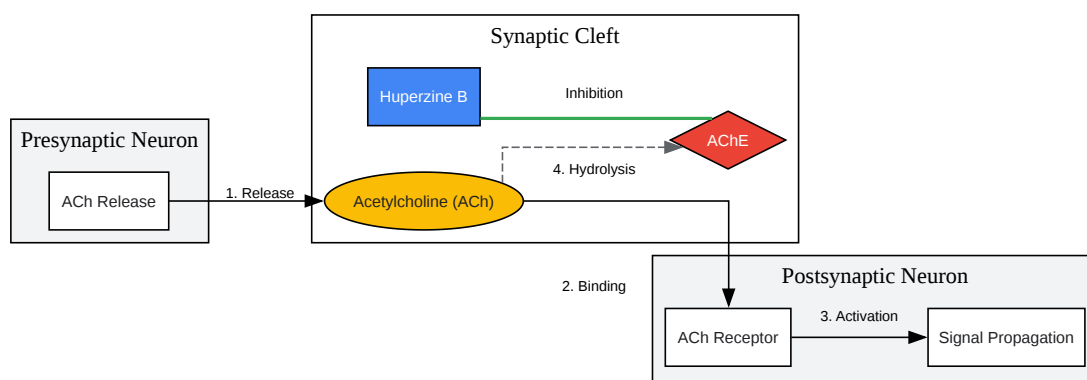 Synaptic Cleft
Huperzine B
Inhibition
AChE
Presynaptic Neuron
ACh Release
1. Release
Acetylcholine (ACh)
4. Hydrolysis
2. Binding
Postsynaptic Neuron
ACh Receptor
3. Activation
Signal Propagation